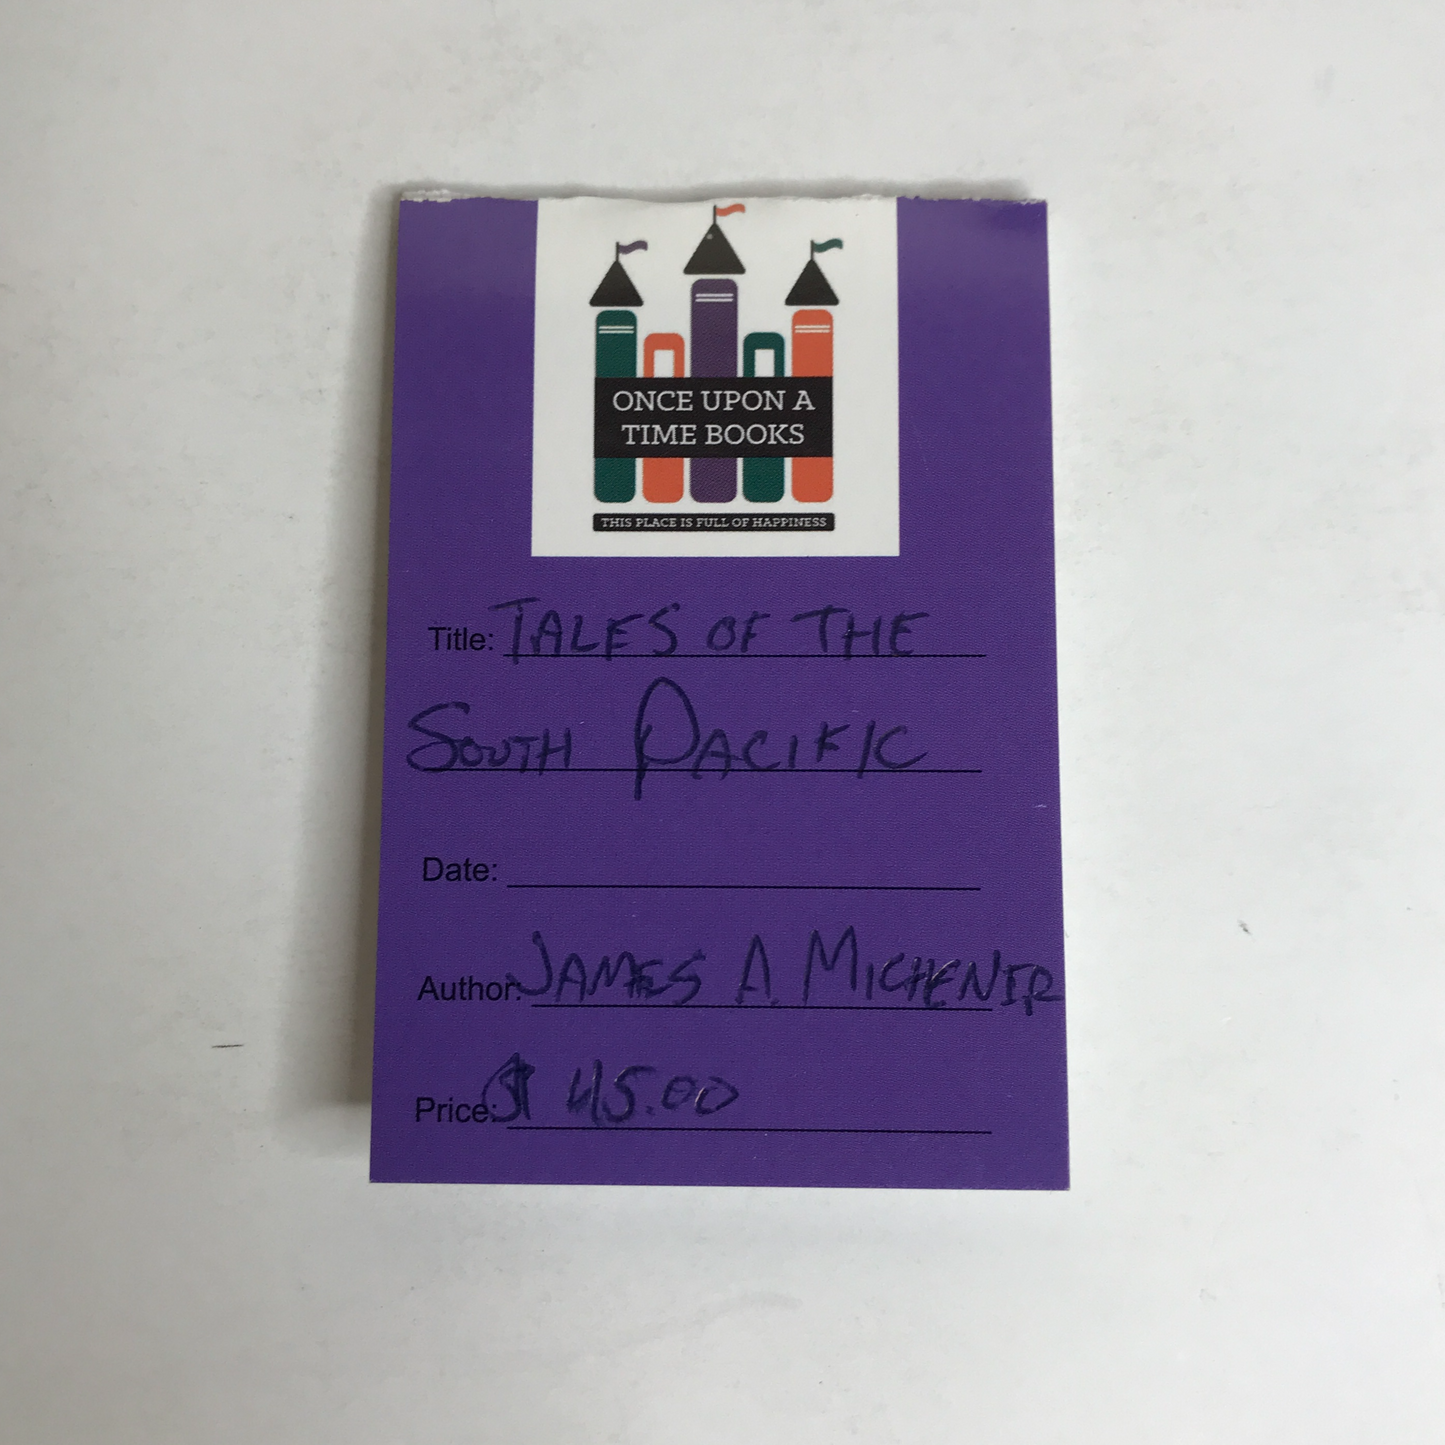 ONCE UPON A
TIME BOOKS
THIS PLACE IS FULL OF HAPPINESS
Title: TALES OF THE
SOUTH PACIFIC
Date:
Author: JAMES A. MICHENER
Price: $ 45.00